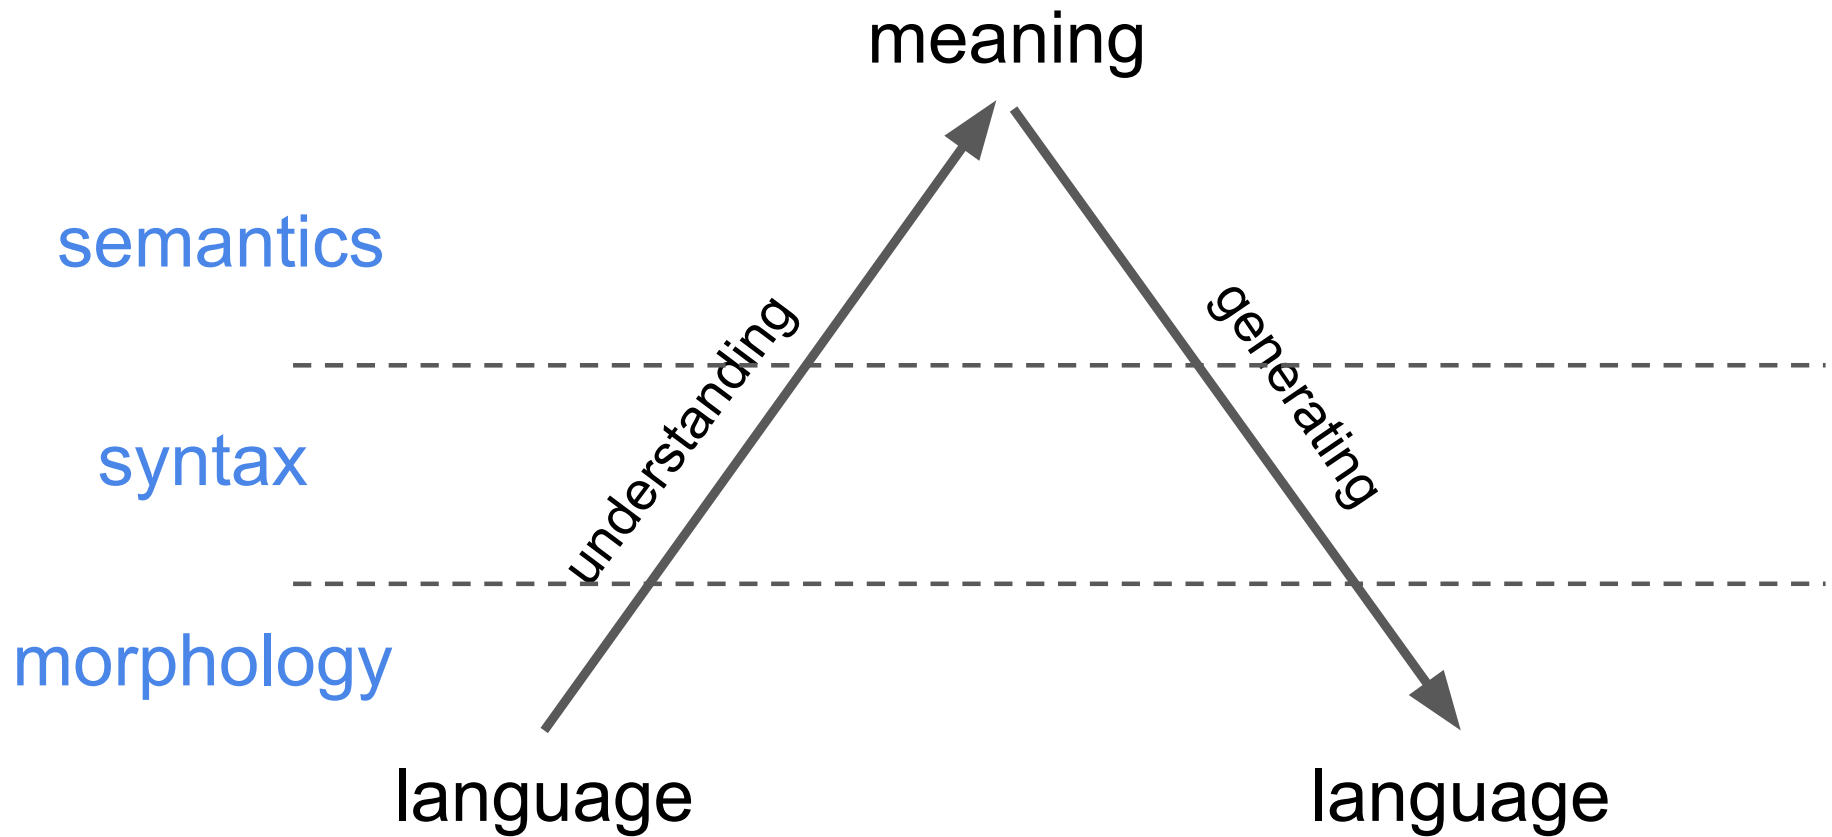 meaning
semantics
understanding
generating
syntax
morphology
language
language